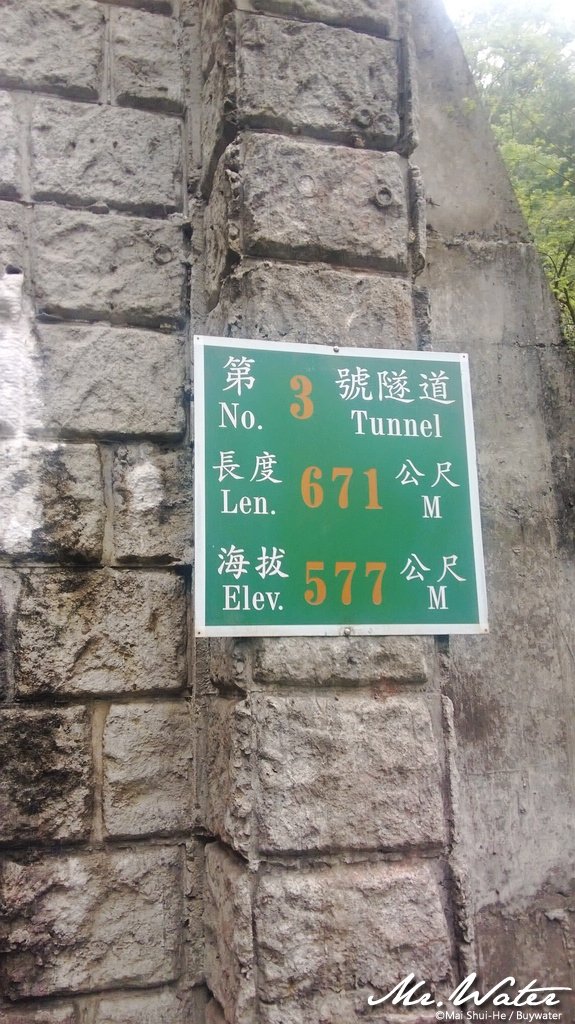 第 3 號隧道
No. Tunnel
長度 671 公尺
Len. M
海拔 577 公尺
Elev. M
Mr. Water
©Mai Shui-He / Buywater